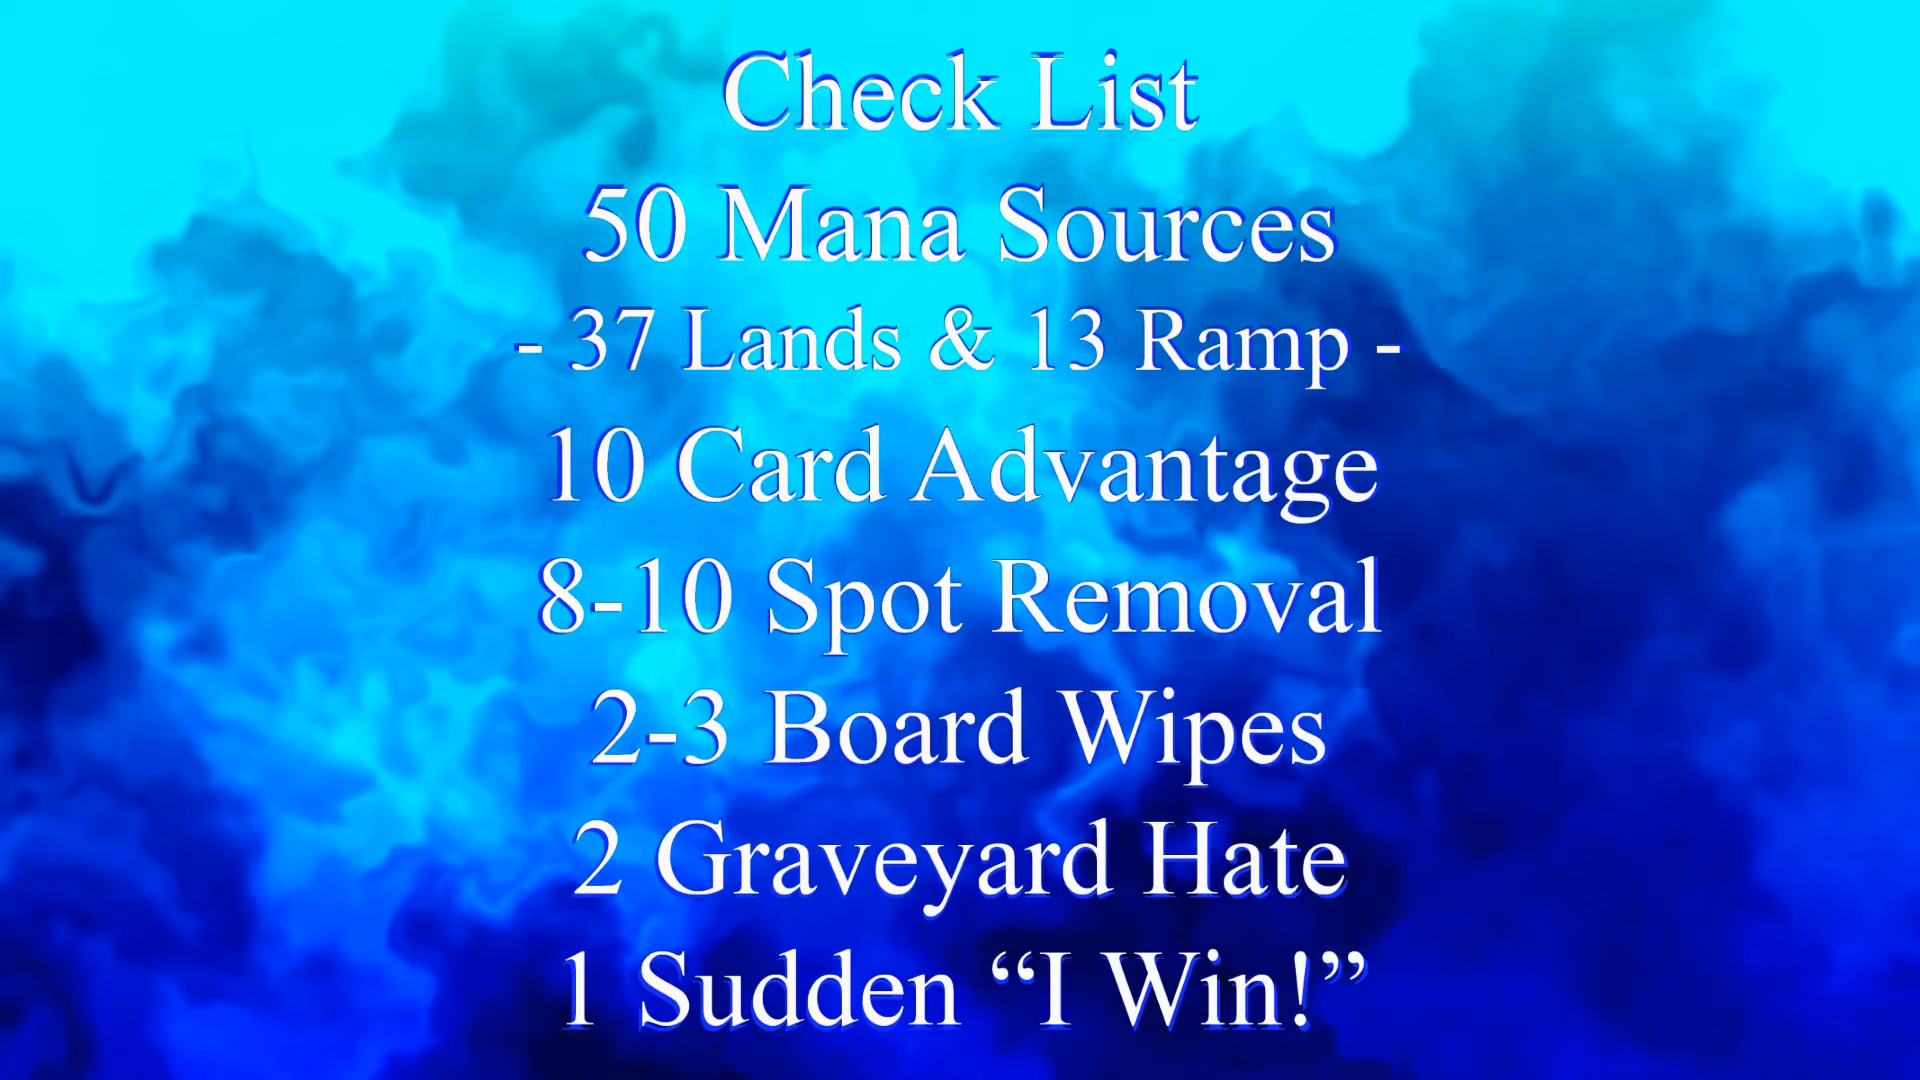 Check List
50 Mana Sources
- 37 Lands & 13 Ramp -
10 Card Advantage
8-10 Spot Removal
2-3 Board Wipes
2 Graveyard Hate
1 Sudden “I Win!”